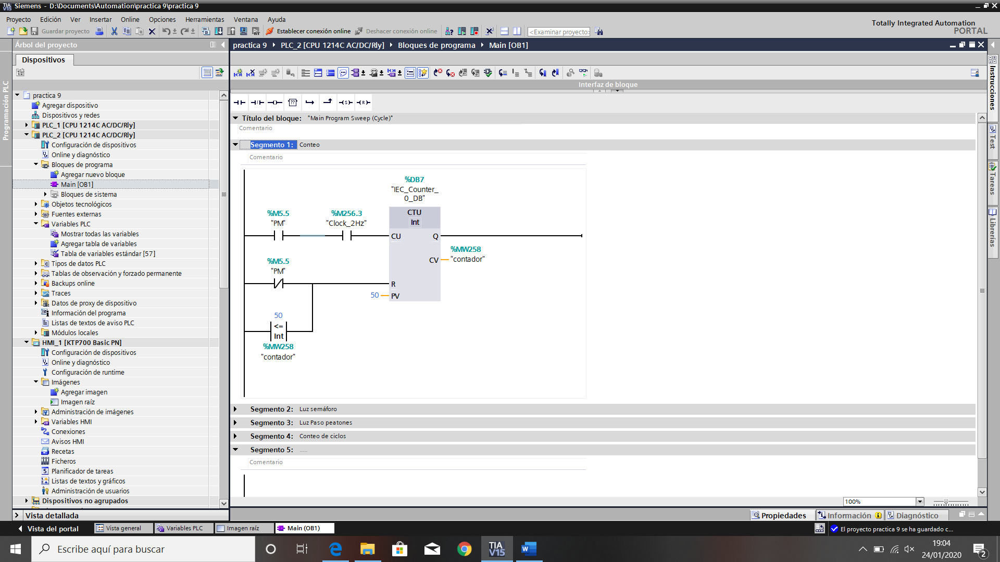 Siemens - D:\Documents\Automation\practica 9\practica 9
Proyecto Edición Ver Insertar Online Opciones Herramientas Ventana Ayuda
Totally Integrated Automation
PORTAL
Guardar proyecto
Establecer conexión online
Deshacer conexión online
<Examinar proyecto>
Árbol del proyecto
practica 9 PLC_2 [CPU 1214C AC/DC/Rly] Bloques de programa Main [OB1]
Dispositivos
Programación PLC
practica 9
Agregar dispositivo
Dispositivos y redes
PLC_1 [CPU 1214C AC/DC/Rly]
PLC_2 [CPU 1214C AC/DC/Rly]
Configuración de dispositivos
Online y diagnóstico
Bloques de programa
Agregar nuevo bloque
Main [OB1]
Bloques de sistema
Objetos tecnológicos
Fuentes externas
Variables PLC
Mostrar todas las variables
Agregar tabla de variables
Tabla de variables estándar [57]
Tipos de datos PLC
Tablas de observación y forzado permanente
Backups online
Traces
Datos de proxy de dispositivo
Información del programa
Listas de textos de aviso PLC
Módulos locales
HMI_1 [KTP700 Basic PN]
Configuración de dispositivos
Online y diagnóstico
Configuración de runtime
Imágenes
Agregar imagen
Imagen raíz
Administración de imágenes
Variables HMI
Conexiones
Avisos HMI
Recetas
Ficheros
Planificador de tareas
Listas de textos y gráficos
Administración de usuarios
Dispositivos no agrupados
Vista detallada
Interfaz de bloque
Título del bloque: "Main Program Sweep (Cycle)"
Comentario
Segmento 1: Conteo
Comentario
%DB7
"IEC_Counter_
0_DB"
%M5.5
"PM"
%M256.3
"Clock_2Hz"
CTU
Int
CU Q
%MW258
CV "contador"
%M5.5
"PM"
R
50 PV
50
<=
Int
%MW258
"contador"
Segmento 2: Luz semáforo
Segmento 3: Luz Paso peatones
Segmento 4: Conteo de ciclos
Segmento 5: .....
Comentario
100%
Propiedades Información Diagnóstico
Instrucciones
Test
Tareas
Librerías
Vista del portal Vista general Variables PLC Imagen raíz Main (OB1)
El proyecto practica 9 se ha guardado c...
Escribe aquí para buscar
TIA
V15
19:04
24/01/2020
2